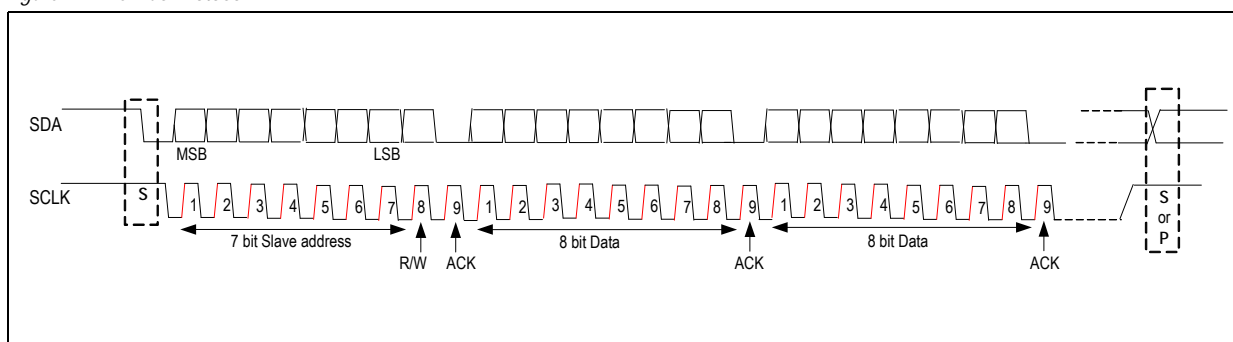 SDA
MSB LSB
SCLK S 1 2 3 4 5 6 7 8 9 1 2 3 4 5 6 7 8 9 1 2 3 4 5 6 7 8 9 S
or
P
7 bit Slave address 8 bit Data 8 bit Data
R/W ACK ACK ACK